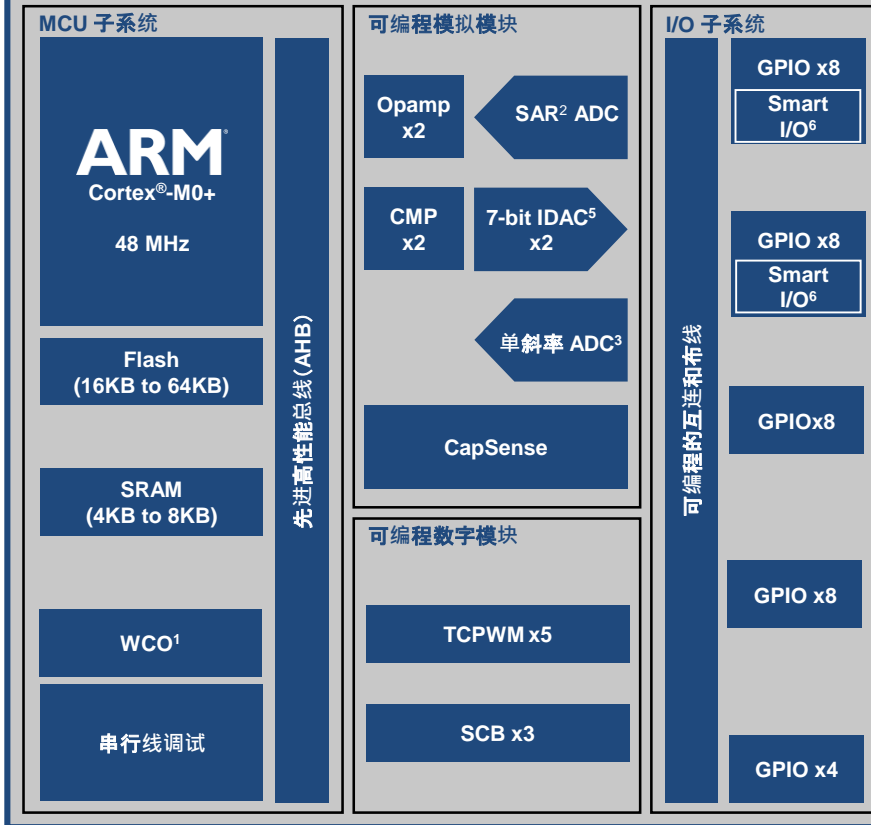 MCU 子系统
ARM®
Cortex®-M0+
48 MHz
Flash
(16KB to 64KB)
SRAM
(4KB to 8KB)
WCO¹
串行线调试
先进高性能总线(AHB)
可编程模拟模块
Opamp
x2
SAR² ADC
CMP
x2
7-bit IDAC⁵
x2
单斜率 ADC³
CapSense
可编程数字模块
TCPWM x5
SCB x3
I/O 子系统
可编程的互连和布线
GPIO x8
Smart
I/O⁶
GPIO x8
Smart
I/O⁶
GPIOx8
GPIO x8
GPIO x4